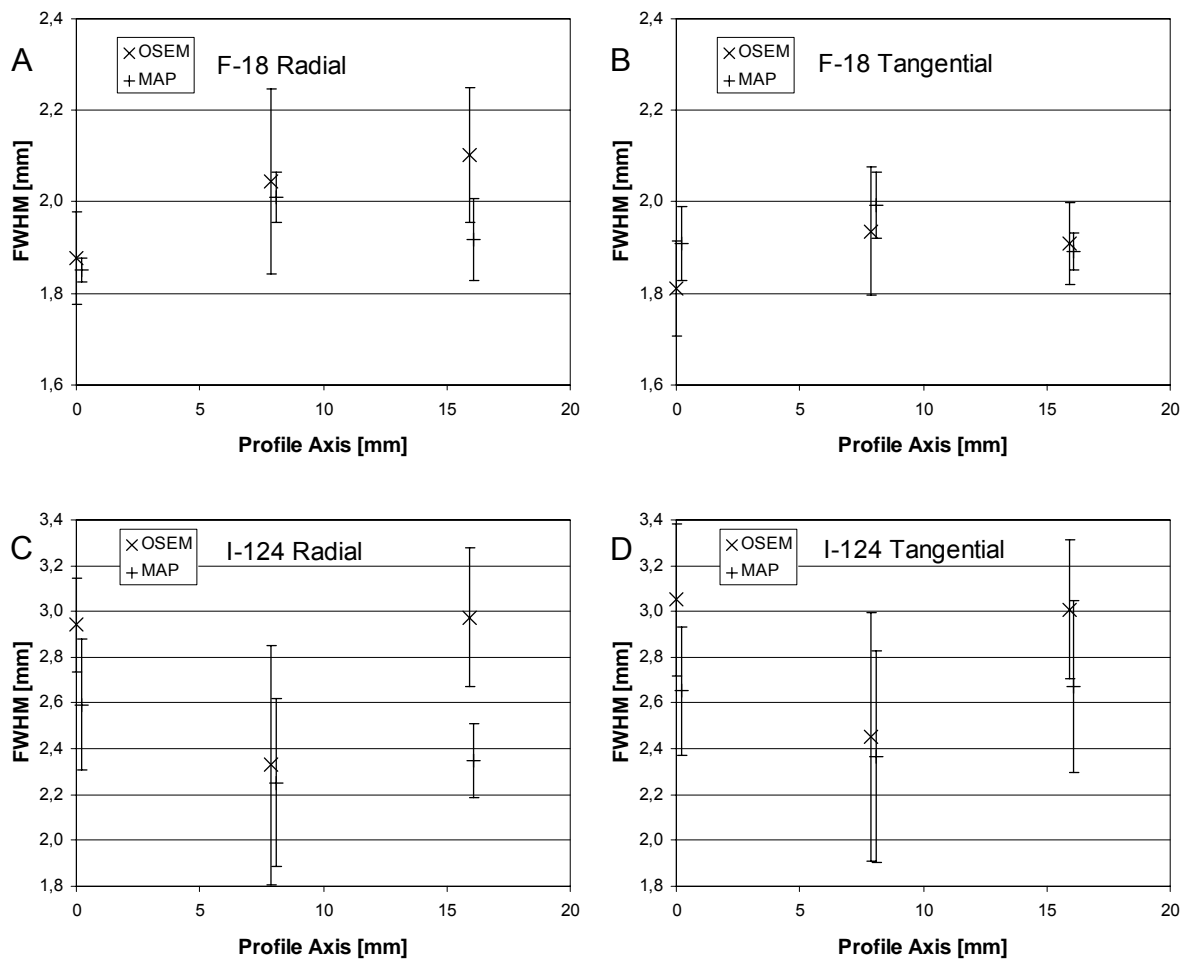 A
OSEM
MAP
F-18 Radial
FWHM [mm]
2,4
2,2
2,0
1,8
1,6
0 5 10 15 20
Profile Axis [mm]
B
OSEM
MAP
F-18 Tangential
FWHM [mm]
2,4
2,2
2,0
1,8
1,6
0 5 10 15 20
Profile Axis [mm]
C
OSEM
MAP
I-124 Radial
FWHM [mm]
3,4
3,2
3,0
2,8
2,6
2,4
2,2
2,0
1,8
0 5 10 15 20
Profile Axis [mm]
D
OSEM
MAP
I-124 Tangential
FWHM [mm]
3,4
3,2
3,0
2,8
2,6
2,4
2,2
2,0
1,8
0 5 10 15 20
Profile Axis [mm]